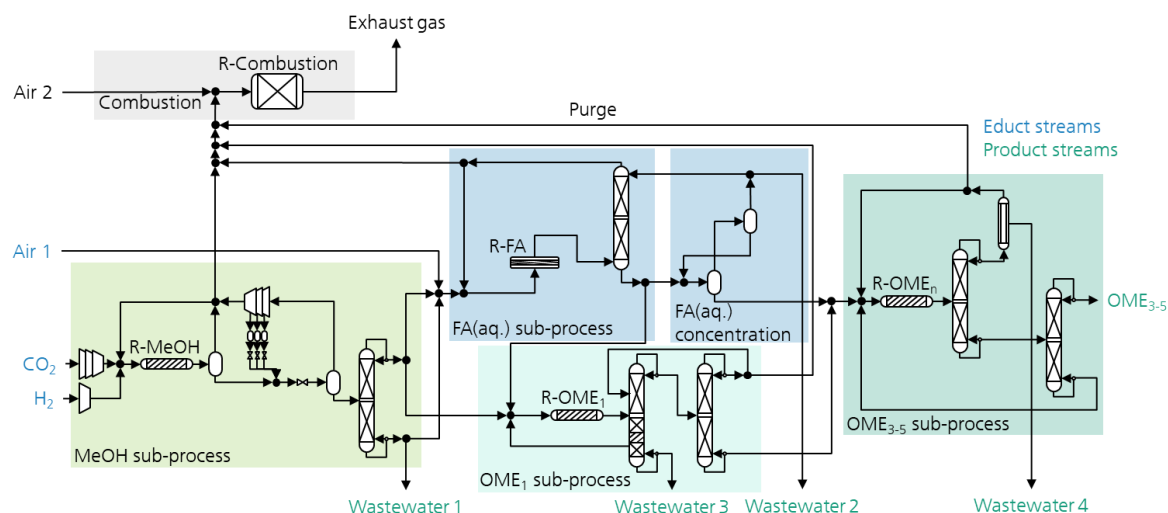 Exhaust gas
R-Combustion
Air 2
Combustion
Purge
Educt streams
Product streams
Air 1
R-FA
R-OMEₙ
OME₃₋₅
FA(aq.) sub-process
FA(aq.)
concentration
R-MeOH
CO₂
H₂
R-OME₁
OME₃₋₅ sub-process
MeOH sub-process
OME₁ sub-process
Wastewater 1
Wastewater 3
Wastewater 2
Wastewater 4